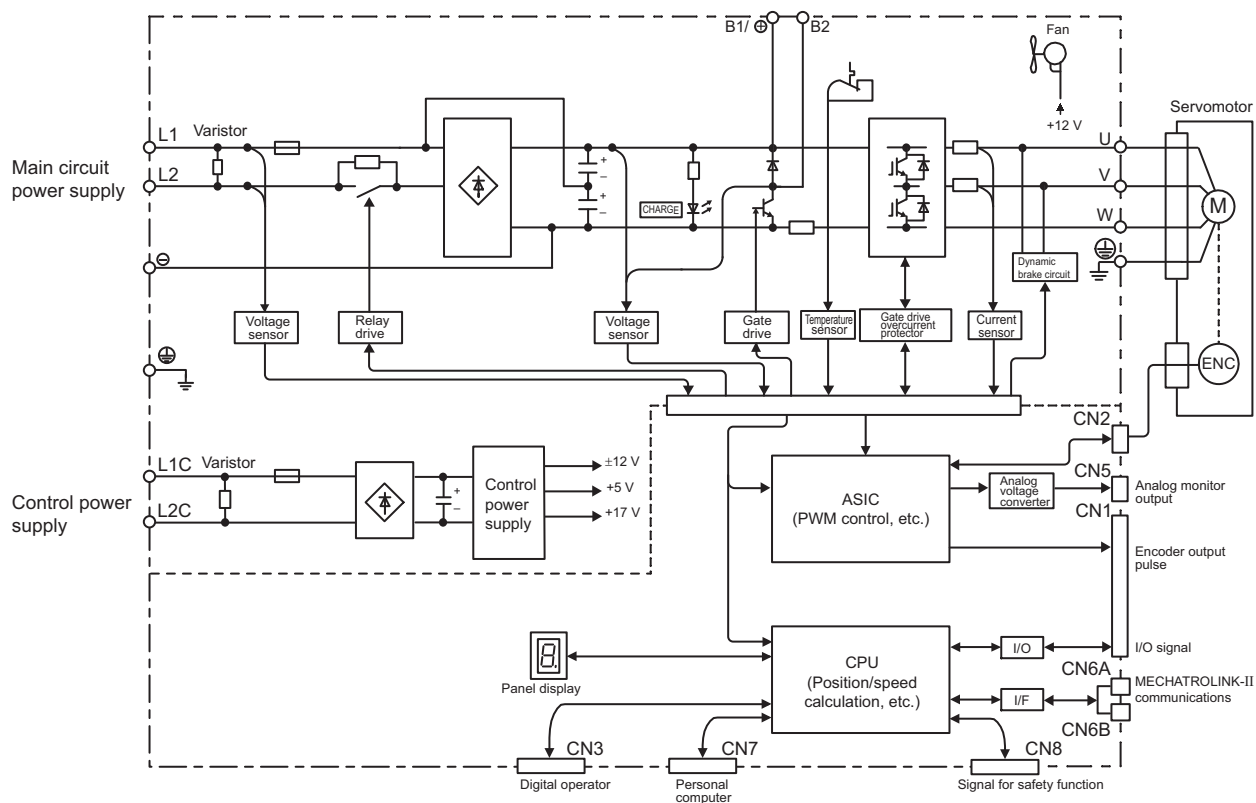 B1/ ⊕
B2
Fan
+12 V
Servomotor
Main circuit
power supply
L1
Varistor
L2
+
–
+
–
CHARGE
U
V
W
M
⊖
Dynamic
brake circuit
Voltage
sensor
Relay
drive
Voltage
sensor
Gate
drive
Temperature
sensor
Gate drive
overcurrent
protector
Current
sensor
ENC
CN2
Control power
supply
L1C
Varistor
L2C
+
–
Control
power
supply
±12 V
+5 V
+17 V
ASIC
(PWM control, etc.)
Analog
voltage
converter
CN5
Analog monitor
output
CN1
Encoder output
pulse
8.
Panel display
CPU
(Position/speed
calculation, etc.)
I/O
I/O signal
CN6A
I/F
MECHATROLINK-II
communications
CN6B
CN3
Digital operator
CN7
Personal
computer
CN8
Signal for safety function